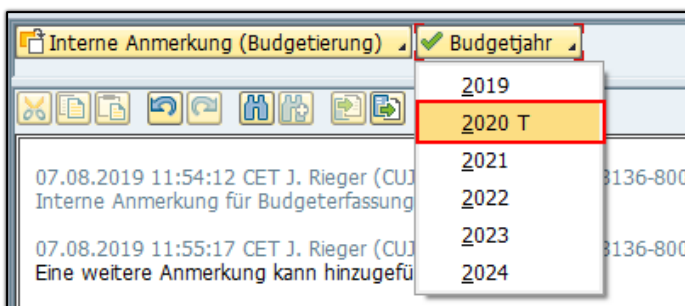 Interne Anmerkung (Budgetierung)
Budgetjahr
2019
2020 T
2021
2022
2023
2024
07.08.2019 11:54:12 CET J. Rieger (CUJ
3136-800
Interne Anmerkung für Budgeterfassung
07.08.2019 11:55:17 CET J. Rieger (CUJ
3136-800
Eine weitere Anmerkung kann hinzugefü